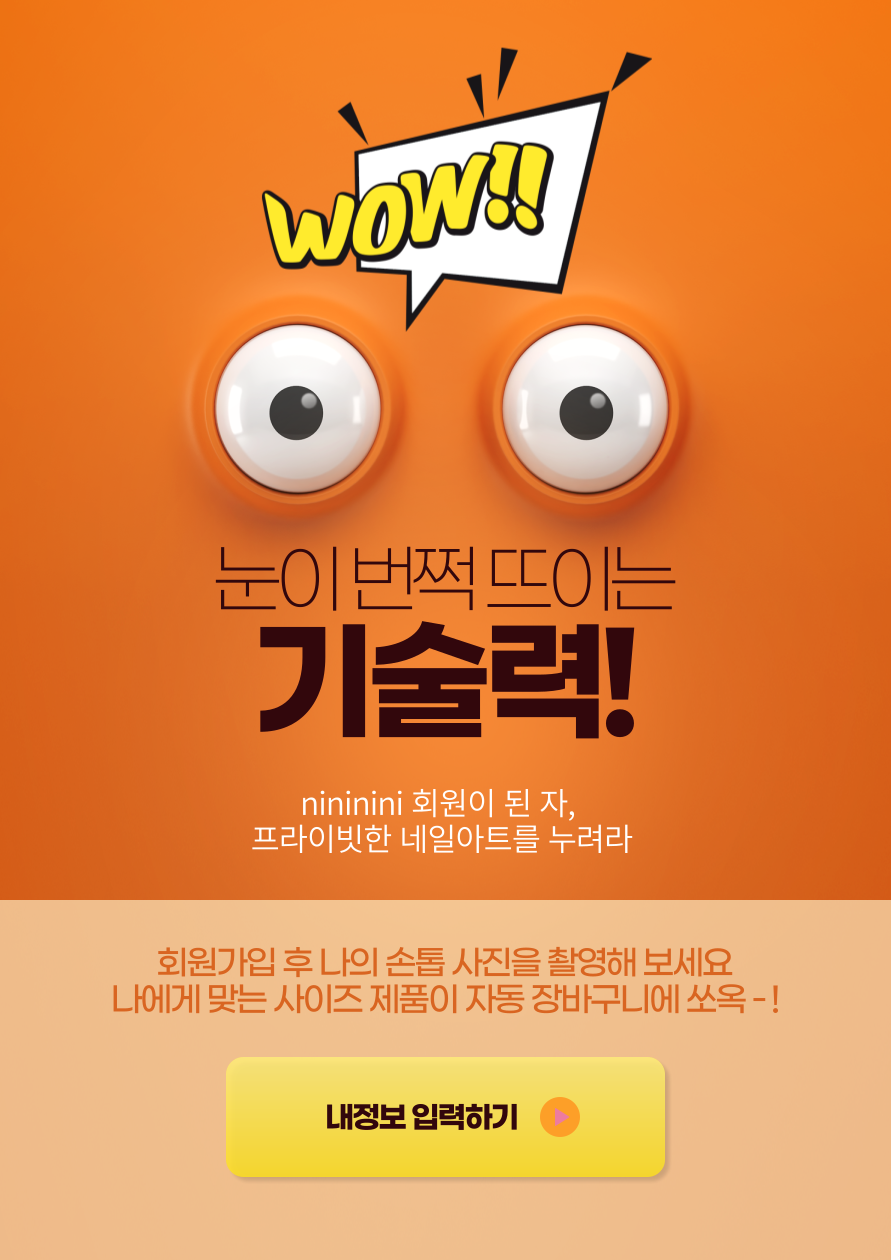 WOW!!
눈이 번쩍 뜨이는
기술력!
nininini 회원이 된 자,
프라이빗한 네일아트를 누려라
회원가입 후 나의 손톱 사진을 촬영해 보세요
나에게 맞는 사이즈 제품이 자동 장바구니에 쏘옥 - !
내정보 입력하기